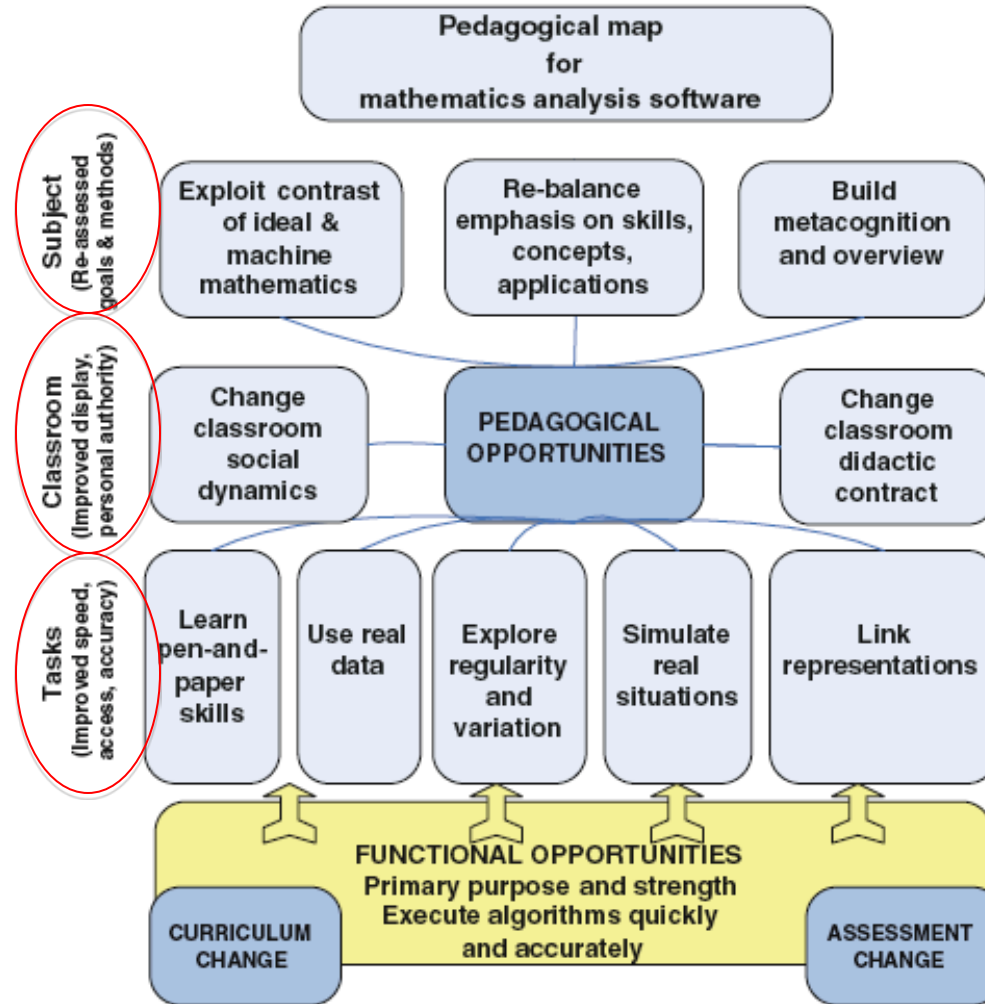 Pedagogical map
for
mathematics analysis software
Subject
(Re-assessed
goals & methods)
Exploit contrast
of ideal &
machine
mathematics
Re-balance
emphasis on skills,
concepts,
applications
Build
metacognition
and overview
Classroom
(Improved display,
personal authority)
Change
classroom
social
dynamics
PEDAGOGICAL
OPPORTUNITIES
Change
classroom
didactic
contract
Tasks
(Improved speed,
access, accuracy)
Learn
pen-and-
paper
skills
Use real
data
Explore
regularity
and
variation
Simulate
real
situations
Link
representations
FUNCTIONAL OPPORTUNITIES
Primary purpose and strength
Execute algorithms quickly
and accurately
CURRICULUM
CHANGE
ASSESSMENT
CHANGE